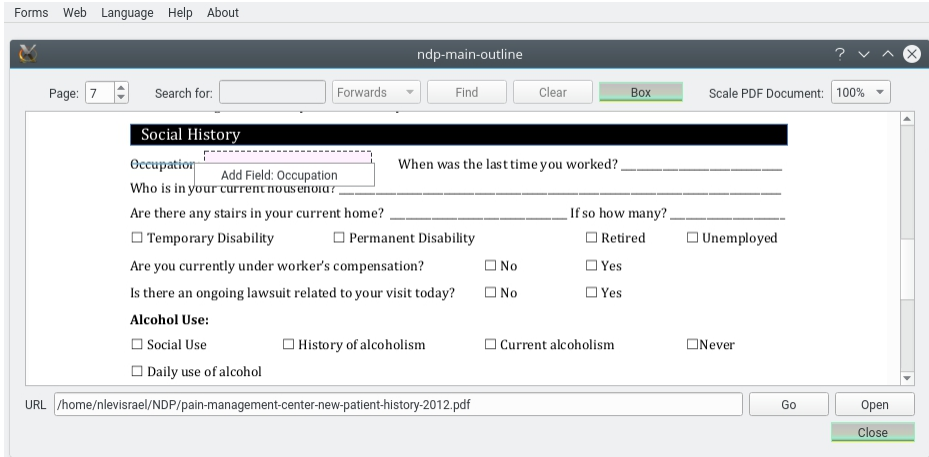 Forms Web Language Help About
ndp-main-outline
Page: 7 Search for: Forwards Find Clear Box Scale PDF Document: 100%
Social History
Occupation When was the last time you worked? ____________________
Add Field: Occupation
Who is in your current household? ____________________
Are there any stairs in your current home? ____________________ If so how many? ____________________
☐ Temporary Disability ☐ Permanent Disability ☐ Retired ☐ Unemployed
Are you currently under worker's compensation? ☐ No ☐ Yes
Is there an ongoing lawsuit related to your visit today? ☐ No ☐ Yes
Alcohol Use:
☐ Social Use ☐ History of alcoholism ☐ Current alcoholism ☐Never
☐ Daily use of alcohol
URL /home/nlevisrael/NDP/pain-management-center-new-patient-history-2012.pdf Go Open
Close